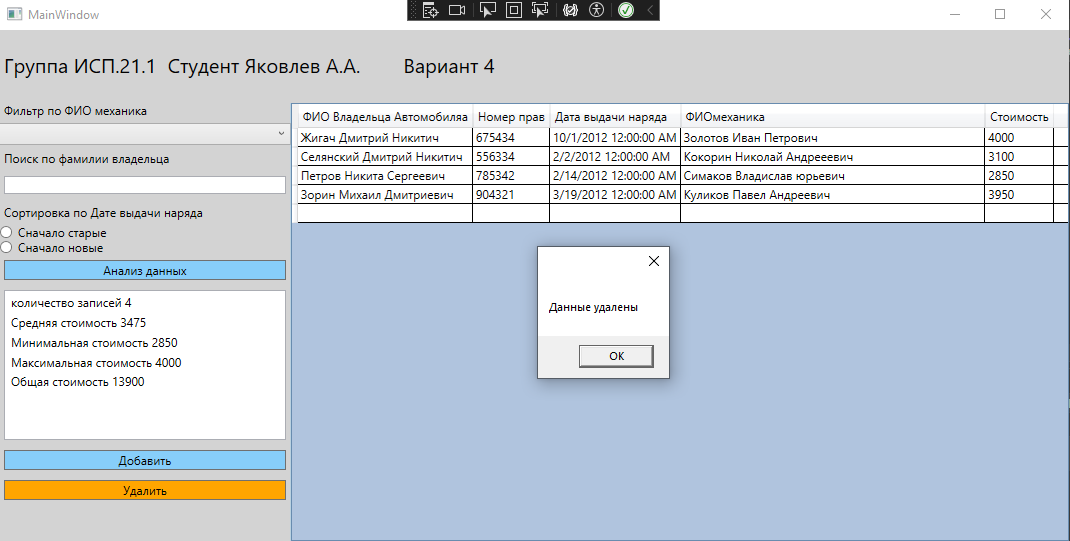 MainWindow
Группа ИСП.21.1 Студент Яковлев А.А. Вариант 4
Фильтр по ФИО механика
Поиск по фамилии владельца
Сортировка по Дате выдачи наряда
Сначало старые
Сначало новые
Анализ данных
количество записей 4
Средняя стоимость 3475
Минимальная стоимость 2850
Максимальная стоимость 4000
Общая стоимость 13900
Добавить
Удалить
ФИО Владельца Автомобиляа Номер прав Дата выдачи наряда ФИОмеханика Стоимость
Жигач Дмитрий Никитич 675434 10/1/2012 12:00:00 AM Золотов Иван Петрович 4000
Селянский Дмитрий Никитич 556334 2/2/2012 12:00:00 AM Кокорин Николай Андрееевич 3100
Петров Никита Сергеевич 785342 2/14/2012 12:00:00 AM Симаков Владислав юрьевич 2850
Зорин Михаил Дмитриевич 904321 3/19/2012 12:00:00 AM Куликов Павел Андреевич 3950
Данные удалены
OK